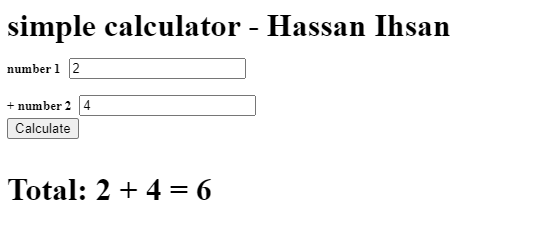 simple calculator - Hassan Ihsan
number 1 2
+ number 2 4
Calculate
Total: 2 + 4 = 6